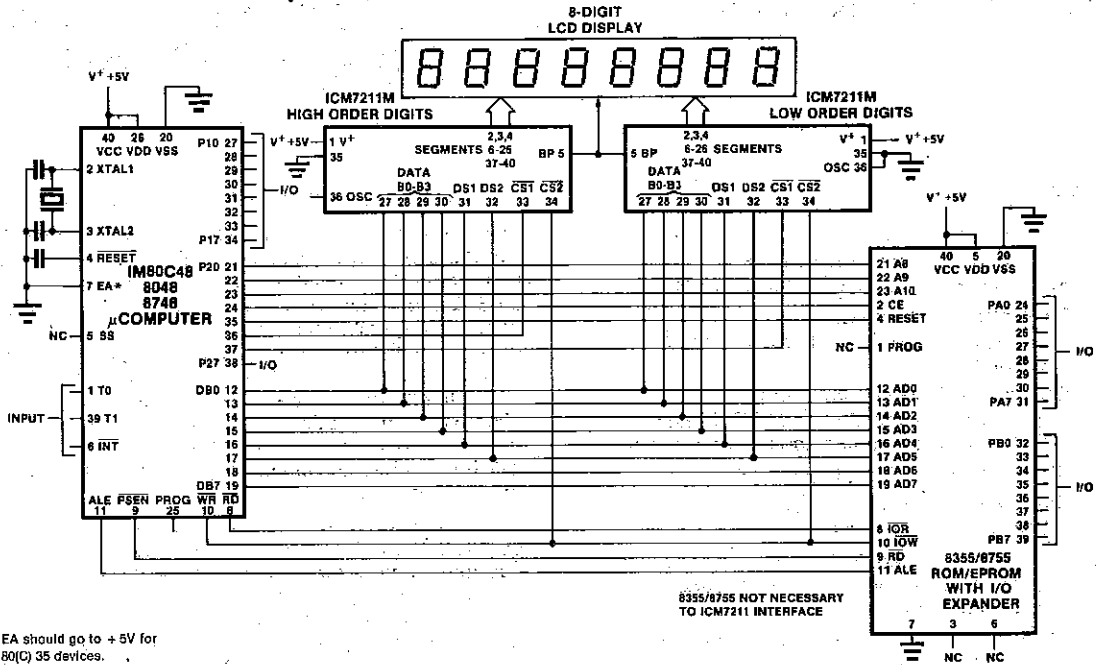 8-DIGIT
LCD DISPLAY
ICM7211M
HIGH ORDER DIGITS
ICM7211M
LOW ORDER DIGITS
V+ +5V
40 26 20
VCC VDD VSS
2 XTAL1
3 XTAL2
4 RESET
7 EA*
NC 5 SS
INPUT
1 T0
39 T1
6 INT
IM80C48
8048
8748
µCOMPUTER
P10 27
28
29
30
31
32
33
P17 34
I/O
P20 21
22
23
24
35
36
37
P27 38 I/O
DB0 12
13
14
15
16
17
18
DB7 19
ALE PSEN PROG WR RD
11 9 25 10 8
V+ +5V 1 V+
35
36 OSC
2,3,4
6-26
37-40
SEGMENTS
BP 5
DATA
B0-B3 DS1 DS2 CS1 CS2
27 28 29 30 31 32 33 34
5 BP
2,3,4
6-26 SEGMENTS
37-40
V+ 1 V+ +5V
35
OSC 36
DATA
B0-B3 DS1 DS2 CS1 CS2
27 28 29 30 31 32 33 34
V+ +5V
40 5 20
VCC VDD VSS
21 A8
22 A9
23 A10
2 CE
4 RESET
NC 1 PROG
12 AD0
13 AD1
14 AD2
15 AD3
16 AD4
17 AD5
18 AD6
19 AD7
8 IOR
10 IOW
9 RD
11 ALE
PA0 24
25
26
27
28
29
30
PA7 31
I/O
PB0 32
33
34
35
36
37
38
PB7 39
I/O
8355/8755
ROM/EPROM
WITH I/O
EXPANDER
7 3 6
NC NC
8355/8755 NOT NECESSARY
TO ICM7211 INTERFACE
EA should go to +5V for
80(C) 35 devices.